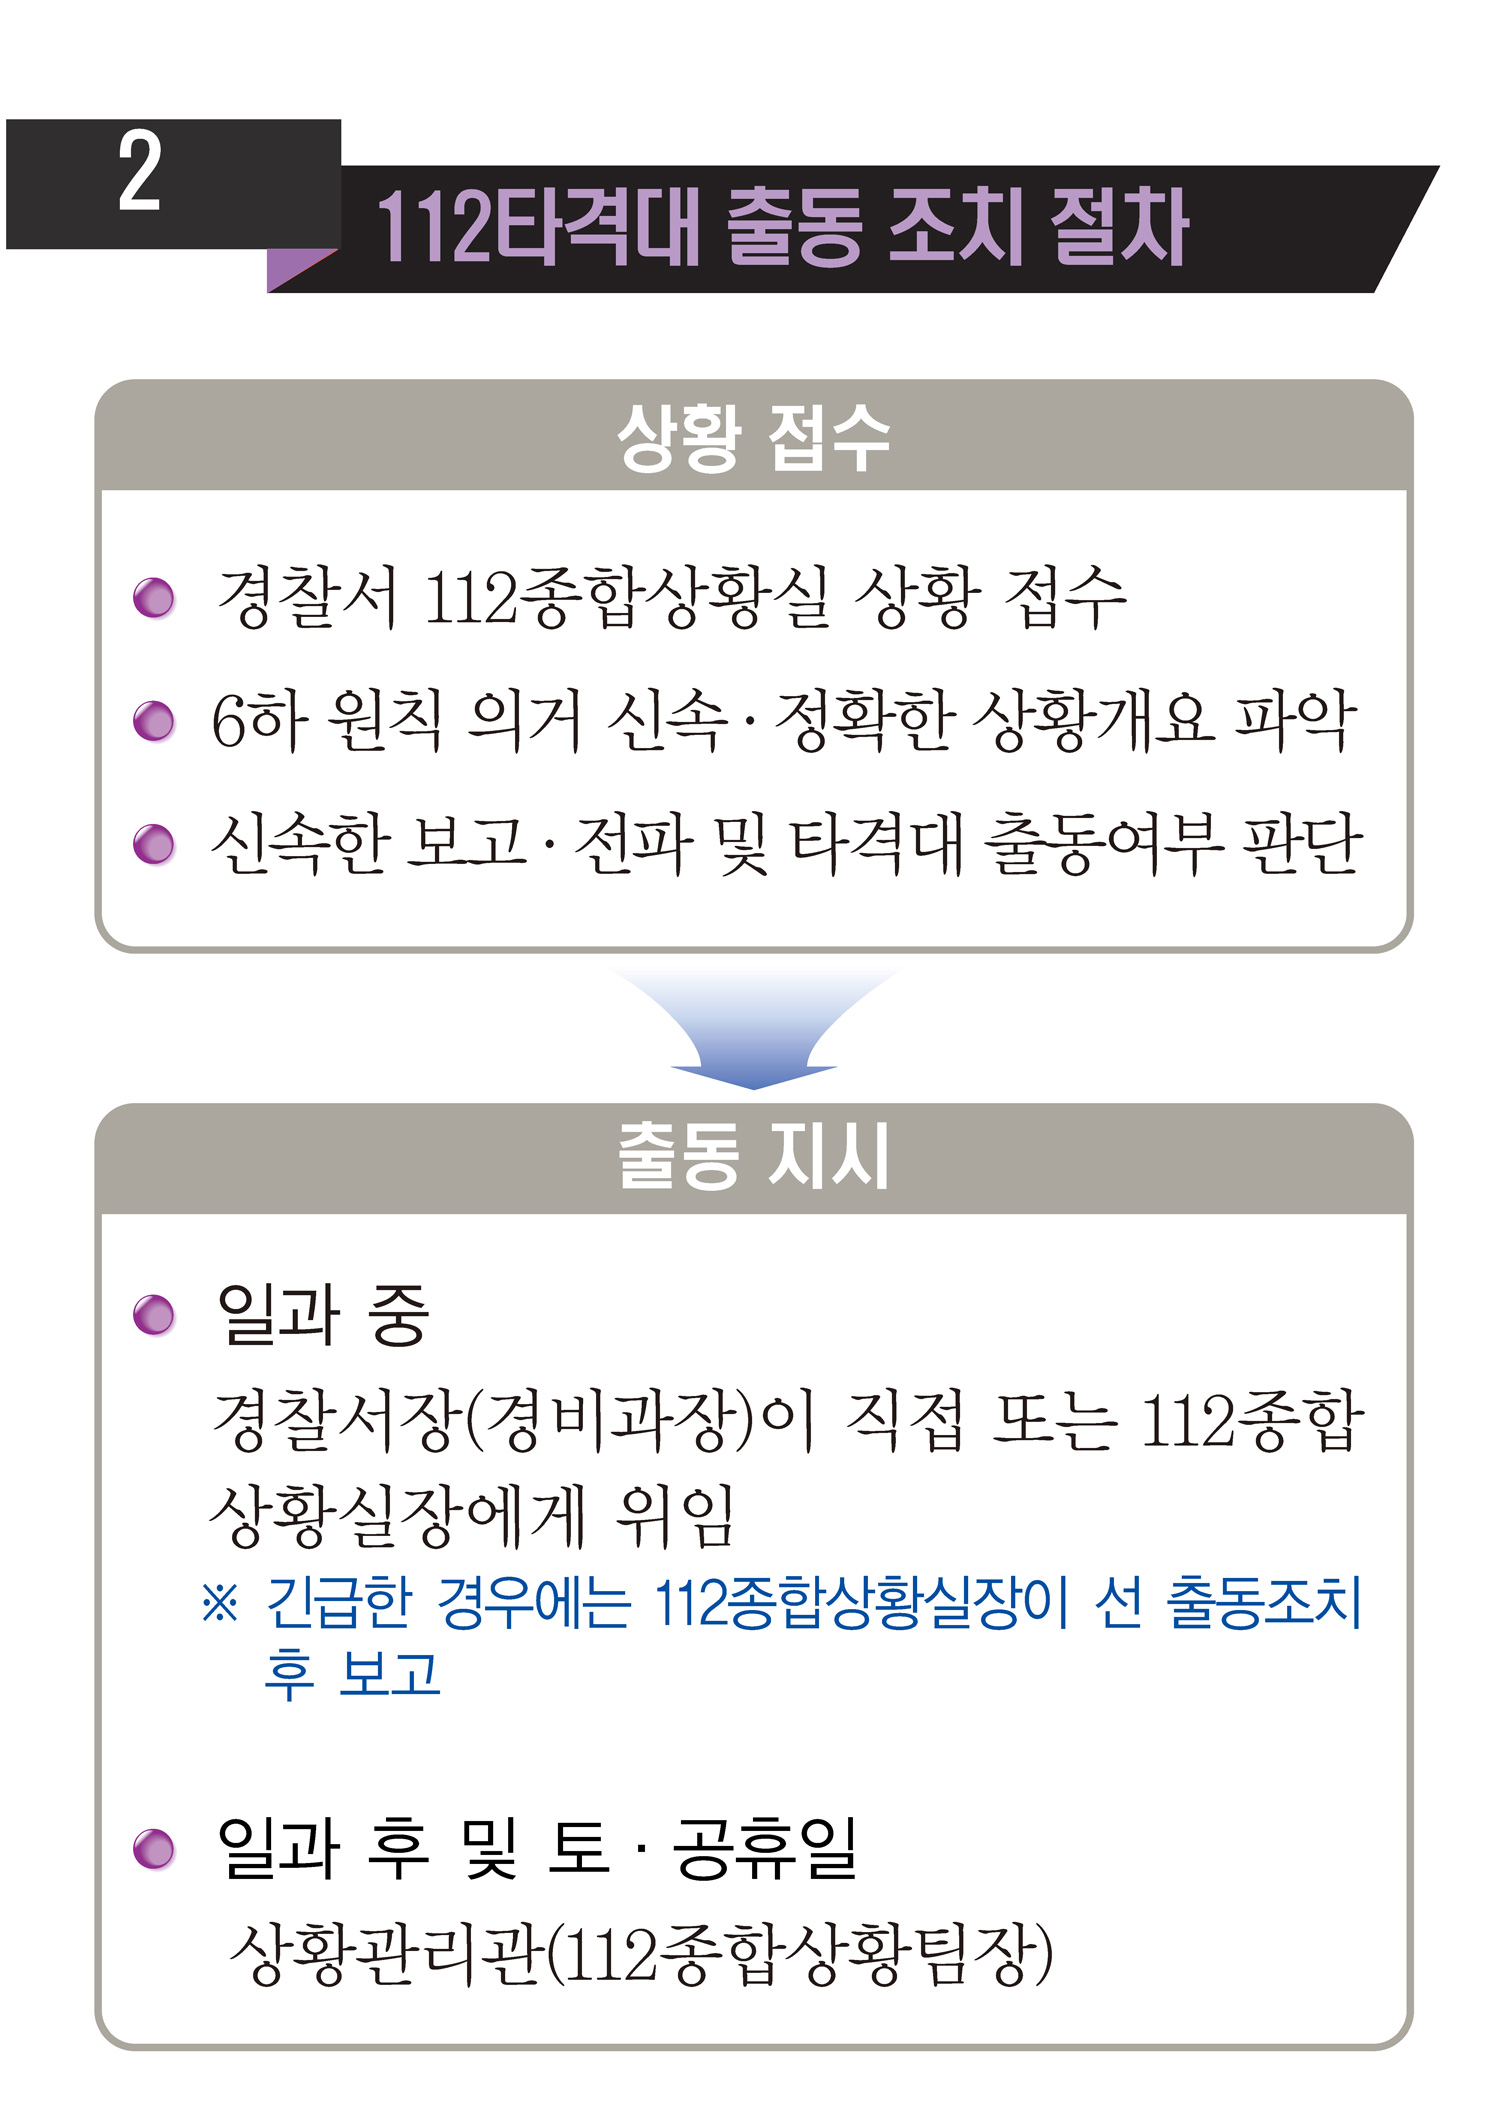 2
112타격대 출동 조치 절차
상황 접수
경찰서 112종합상황실 상황 접수
6하 원칙 의거 신속·정확한 상황개요 파악
신속한 보고·전파 및 타격대 출동여부 판단
출동 지시
일과 중
경찰서장(경비과장)이 직접 또는 112종합
상황실장에게 위임
※ 긴급한 경우에는 112종합상황실장이 선 출동조치
후 보고
일과 후 및 토·공휴일
상황관리관(112종합상황팀장)